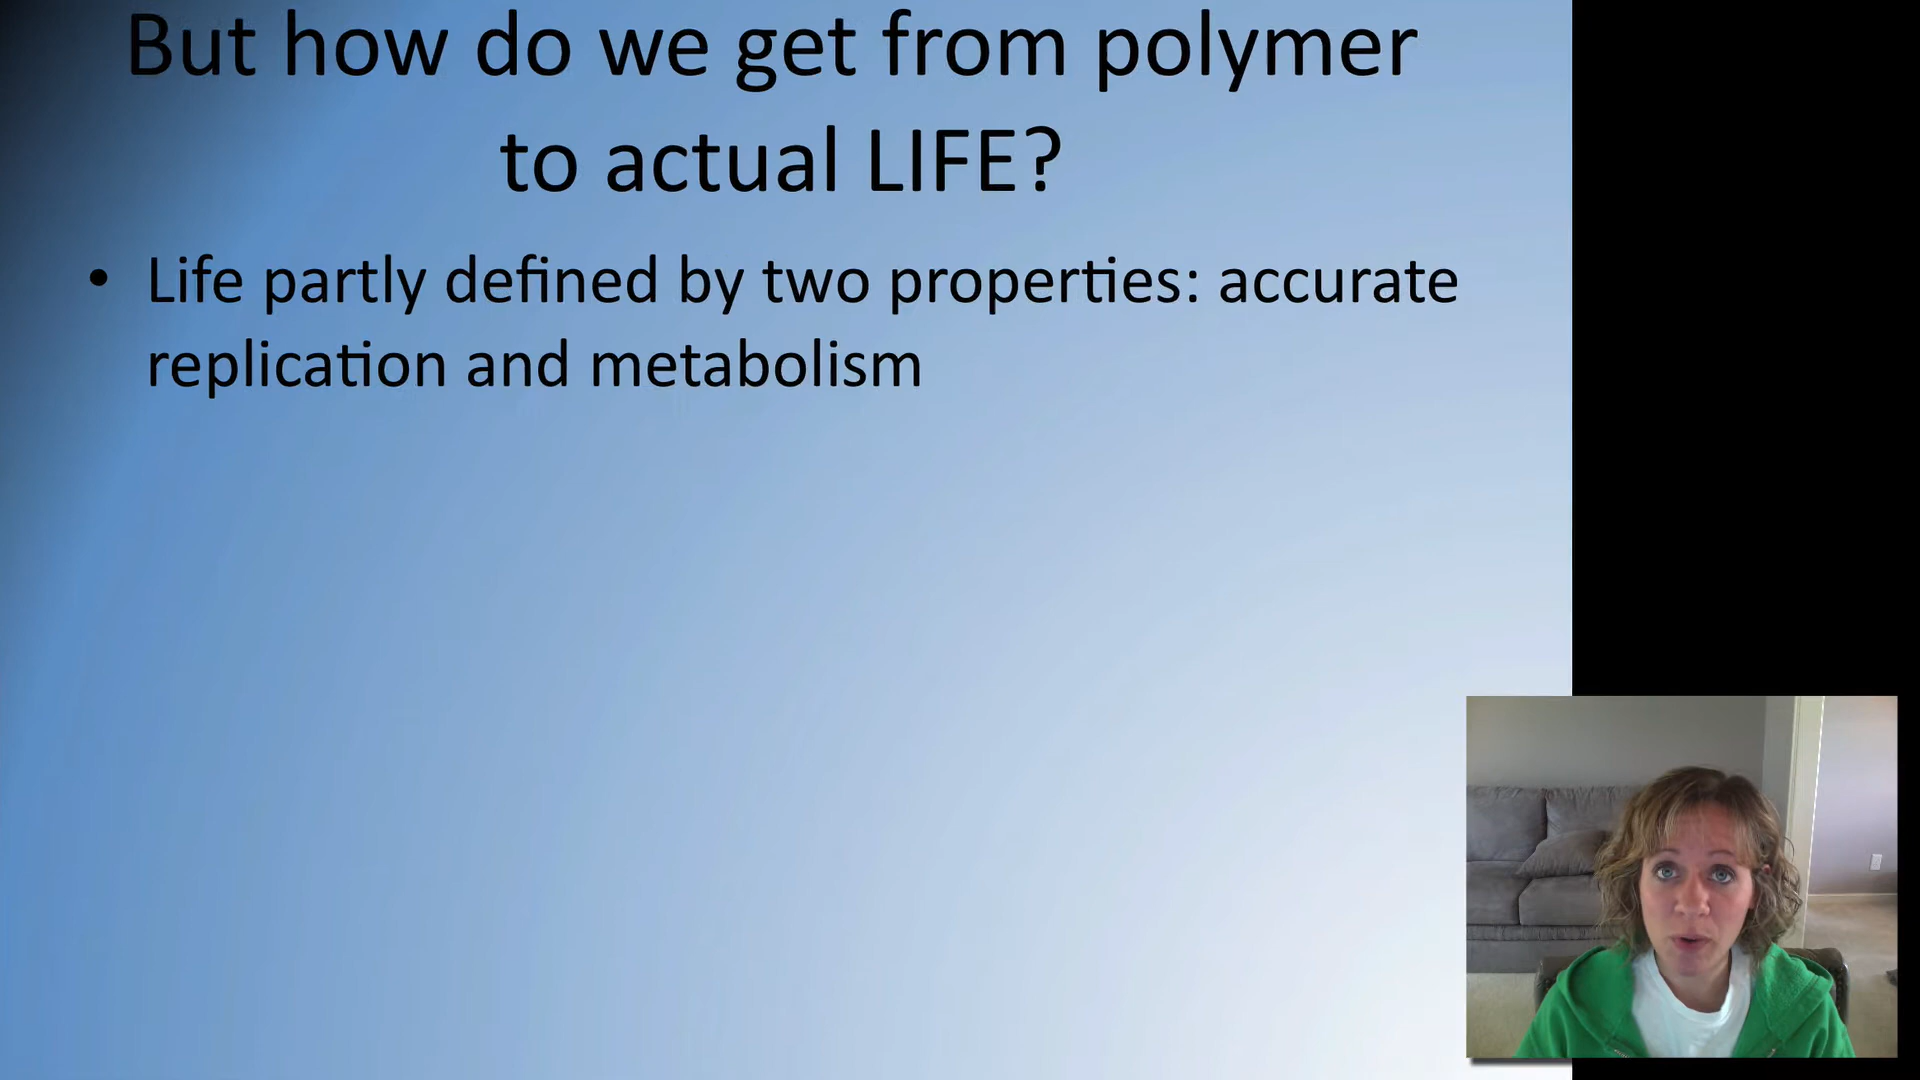 But how do we get from polymer
to actual LIFE?
• Life partly defined by two properties: accurate
replication and metabolism